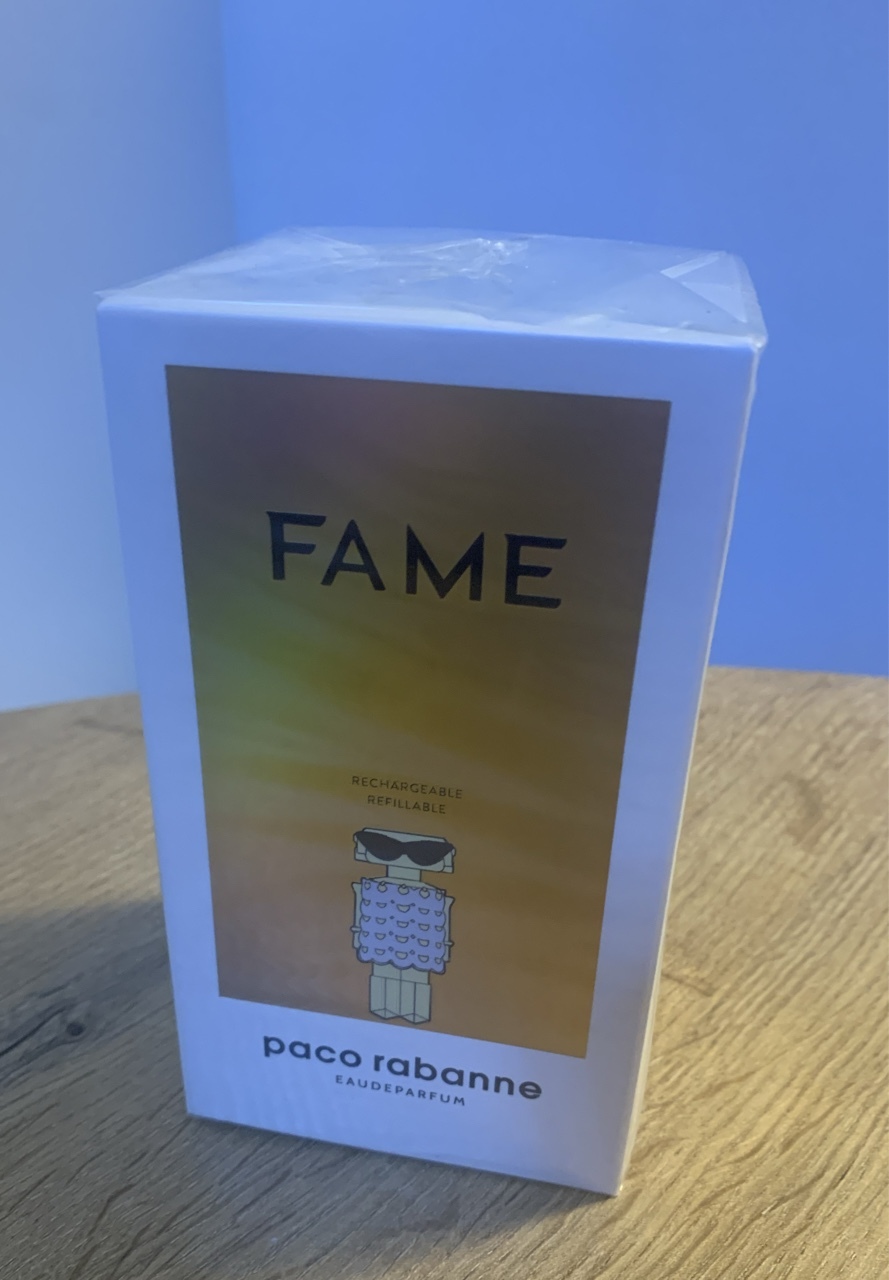 FAME
RECHARGEABLE
REFILLABLE
paco rabanne
EAUDEPARFUM